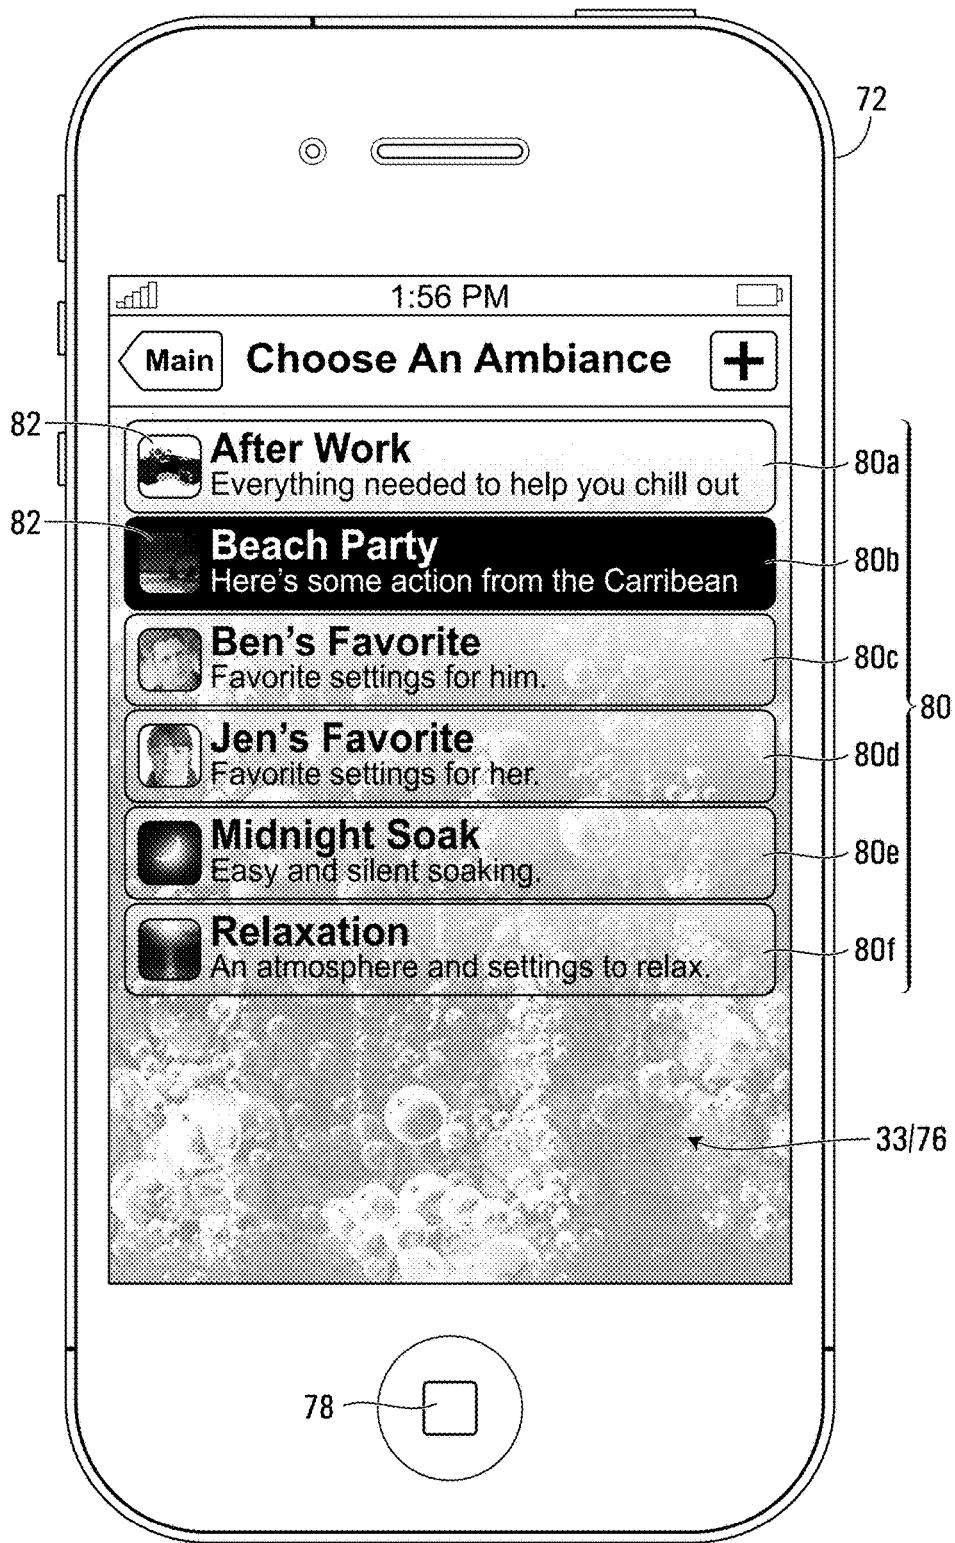 72
1:56 PM
Main
Choose An Ambiance
82
After Work
Everything needed to help you chill out
80a
82
Beach Party
Here's some action from the Carribean
80b
Ben's Favorite
Favorite settings for him.
80c
80
Jen's Favorite
Favorite settings for her.
80d
Midnight Soak
Easy and silent soaking.
80e
Relaxation
An atmosphere and settings to relax.
80f
33/76
78